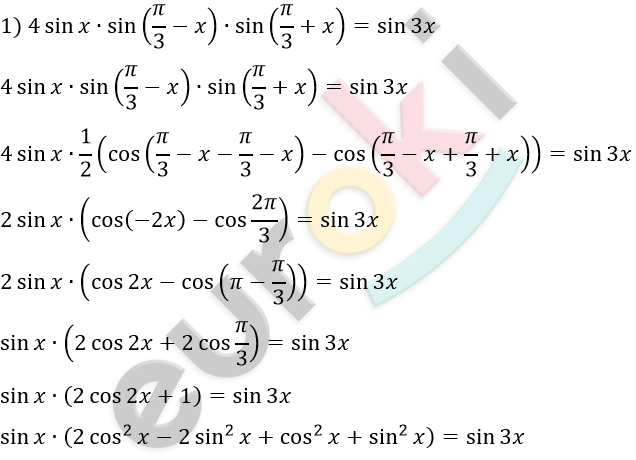 1) 4 sin x · sin(π/3 − x) · sin(π/3 + x) = sin 3x
4 sin x · sin(π/3 − x) · sin(π/3 + x) = sin 3x
4 sin x · 1/2(cos(π/3 − x − π/3 − x) − cos(π/3 − x + π/3 + x)) = sin 3x
2 sin x · (cos(−2x) − cos 2π/3) = sin 3x
2 sin x · (cos 2x − cos(π − π/3)) = sin 3x
sin x · (2 cos 2x + 2 cos π/3) = sin 3x
sin x · (2 cos 2x + 1) = sin 3x
sin x · (2 cos² x − 2 sin² x + cos² x + sin² x) = sin 3x
euroki